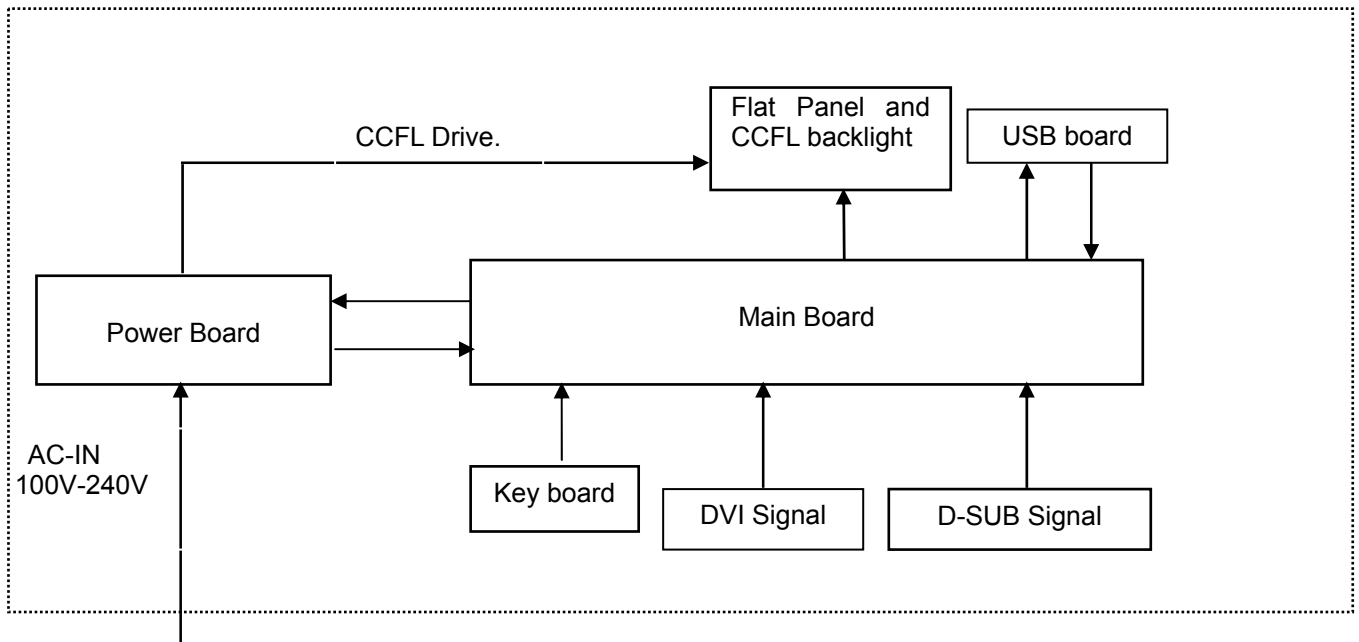 Flat Panel and
CCFL backlight
USB board
CCFL Drive.
Power Board
Main Board
AC-IN
100V-240V
Key board
DVI Signal
D-SUB Signal